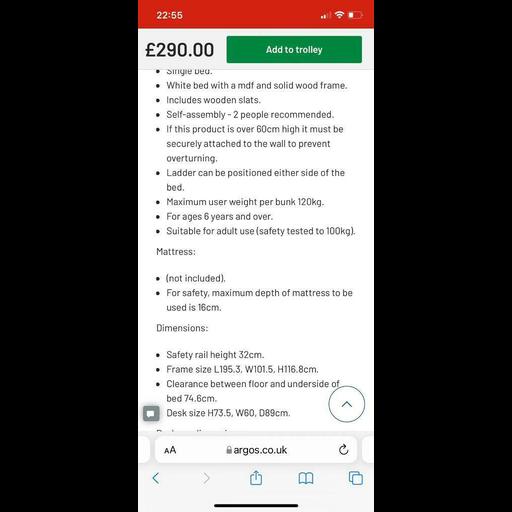 22:55
£290.00
Add to trolley
Single bed.
White bed with a mdf and solid wood frame.
Includes wooden slats.
Self-assembly - 2 people recommended.
If this product is over 60cm high it must be
securely attached to the wall to prevent
overturning.
Ladder can be positioned either side of the
bed.
Maximum user weight per bunk 120kg.
For ages 6 years and over.
Suitable for adult use (safety tested to 100kg).
Mattress:
(not included).
For safety, maximum depth of mattress to be
used is 16cm.
Dimensions:
Safety rail height 32cm.
Frame size L195.3, W101.5, H116.8cm.
Clearance between floor and underside of
bed 74.6cm.
Desk size H73.5, W60, D89cm.
AA
argos.co.uk